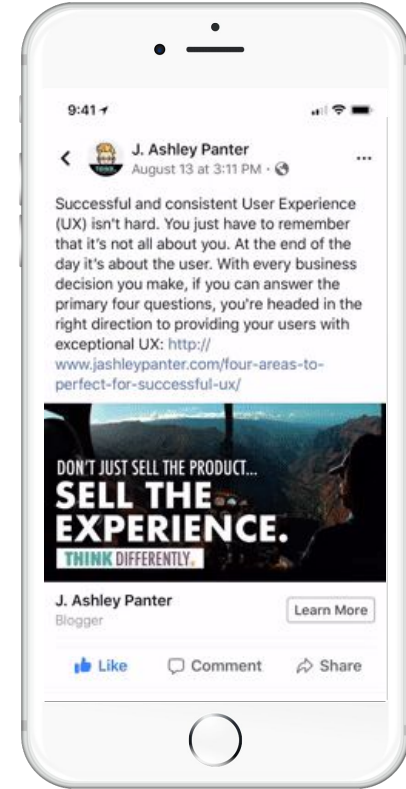 9:41
J. Ashley Panter
August 13 at 3:11 PM ·
Successful and consistent User Experience
(UX) isn't hard. You just have to remember
that it's not all about you. At the end of the
day it's about the user. With every business
decision you make, if you can answer the
primary four questions, you're headed in the
right direction to providing your users with
exceptional UX: http://
www.jashleypanter.com/four-areas-to-
perfect-for-successful-ux/
DON'T JUST SELL THE PRODUCT...
SELL THE
EXPERIENCE.
THINK DIFFERENTLY.
J. Ashley Panter
Blogger
Learn More
Like
Comment
Share